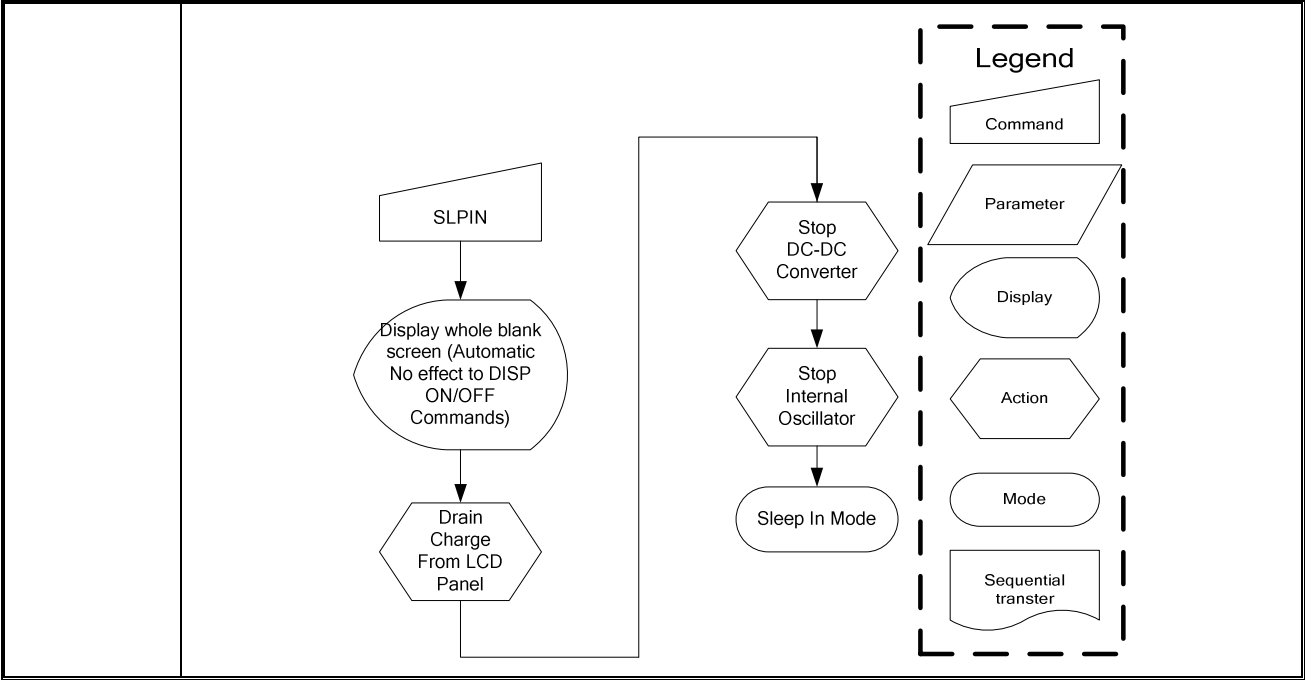 SLPIN
Display whole blank
screen (Automatic
No effect to DISP
ON/OFF
Commands)
Drain
Charge
From LCD
Panel
Stop
DC-DC
Converter
Stop
Internal
Oscillator
Sleep In Mode
Legend
Command
Parameter
Display
Action
Mode
Sequential
transter